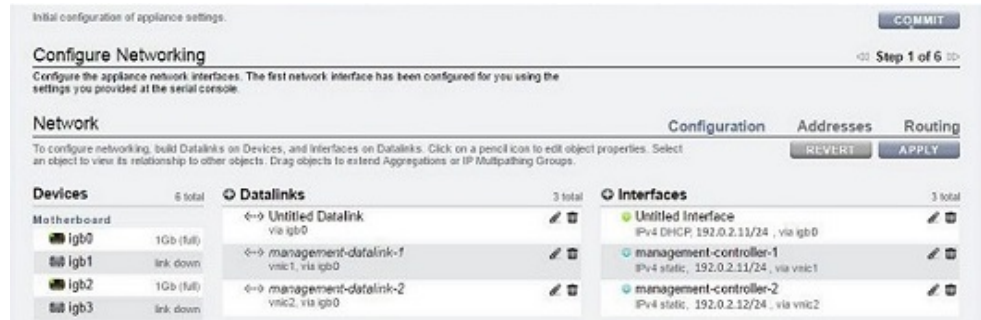 Initial configuration of appliance settings.
COMMIT
Configure Networking
Step 1 of 6
Configure the appliance network interfaces. The first network interface has been configured for you using the
settings you provided at the serial console.
Network
Configuration Addresses Routing
To configure networking, build Datalinks on Devices, and Interfaces on Datalinks. Click on a pencil icon to edit object properties. Select
an object to view its relationship to other objects. Drag objects to extend Aggregations or IP Multipathing Groups.
REVERT APPLY
Devices 6 total
Motherboard
igb0 1Gb (full)
igb1 link down
igb2 1Gb (full)
igb3 link down
Datalinks 3 total
Untitled Datalink
via igb0
management-datalink-1
vnic1, via igb0
management-datalink-2
vnic2, via igb0
Interfaces 3 total
Untitled Interface
IPv4 DHCP, 192.0.2.11/24 , via igb0
management-controller-1
IPv4 static, 192.0.2.11/24 , via vnic1
management-controller-2
IPv4 static, 192.0.2.12/24 , via vnic2